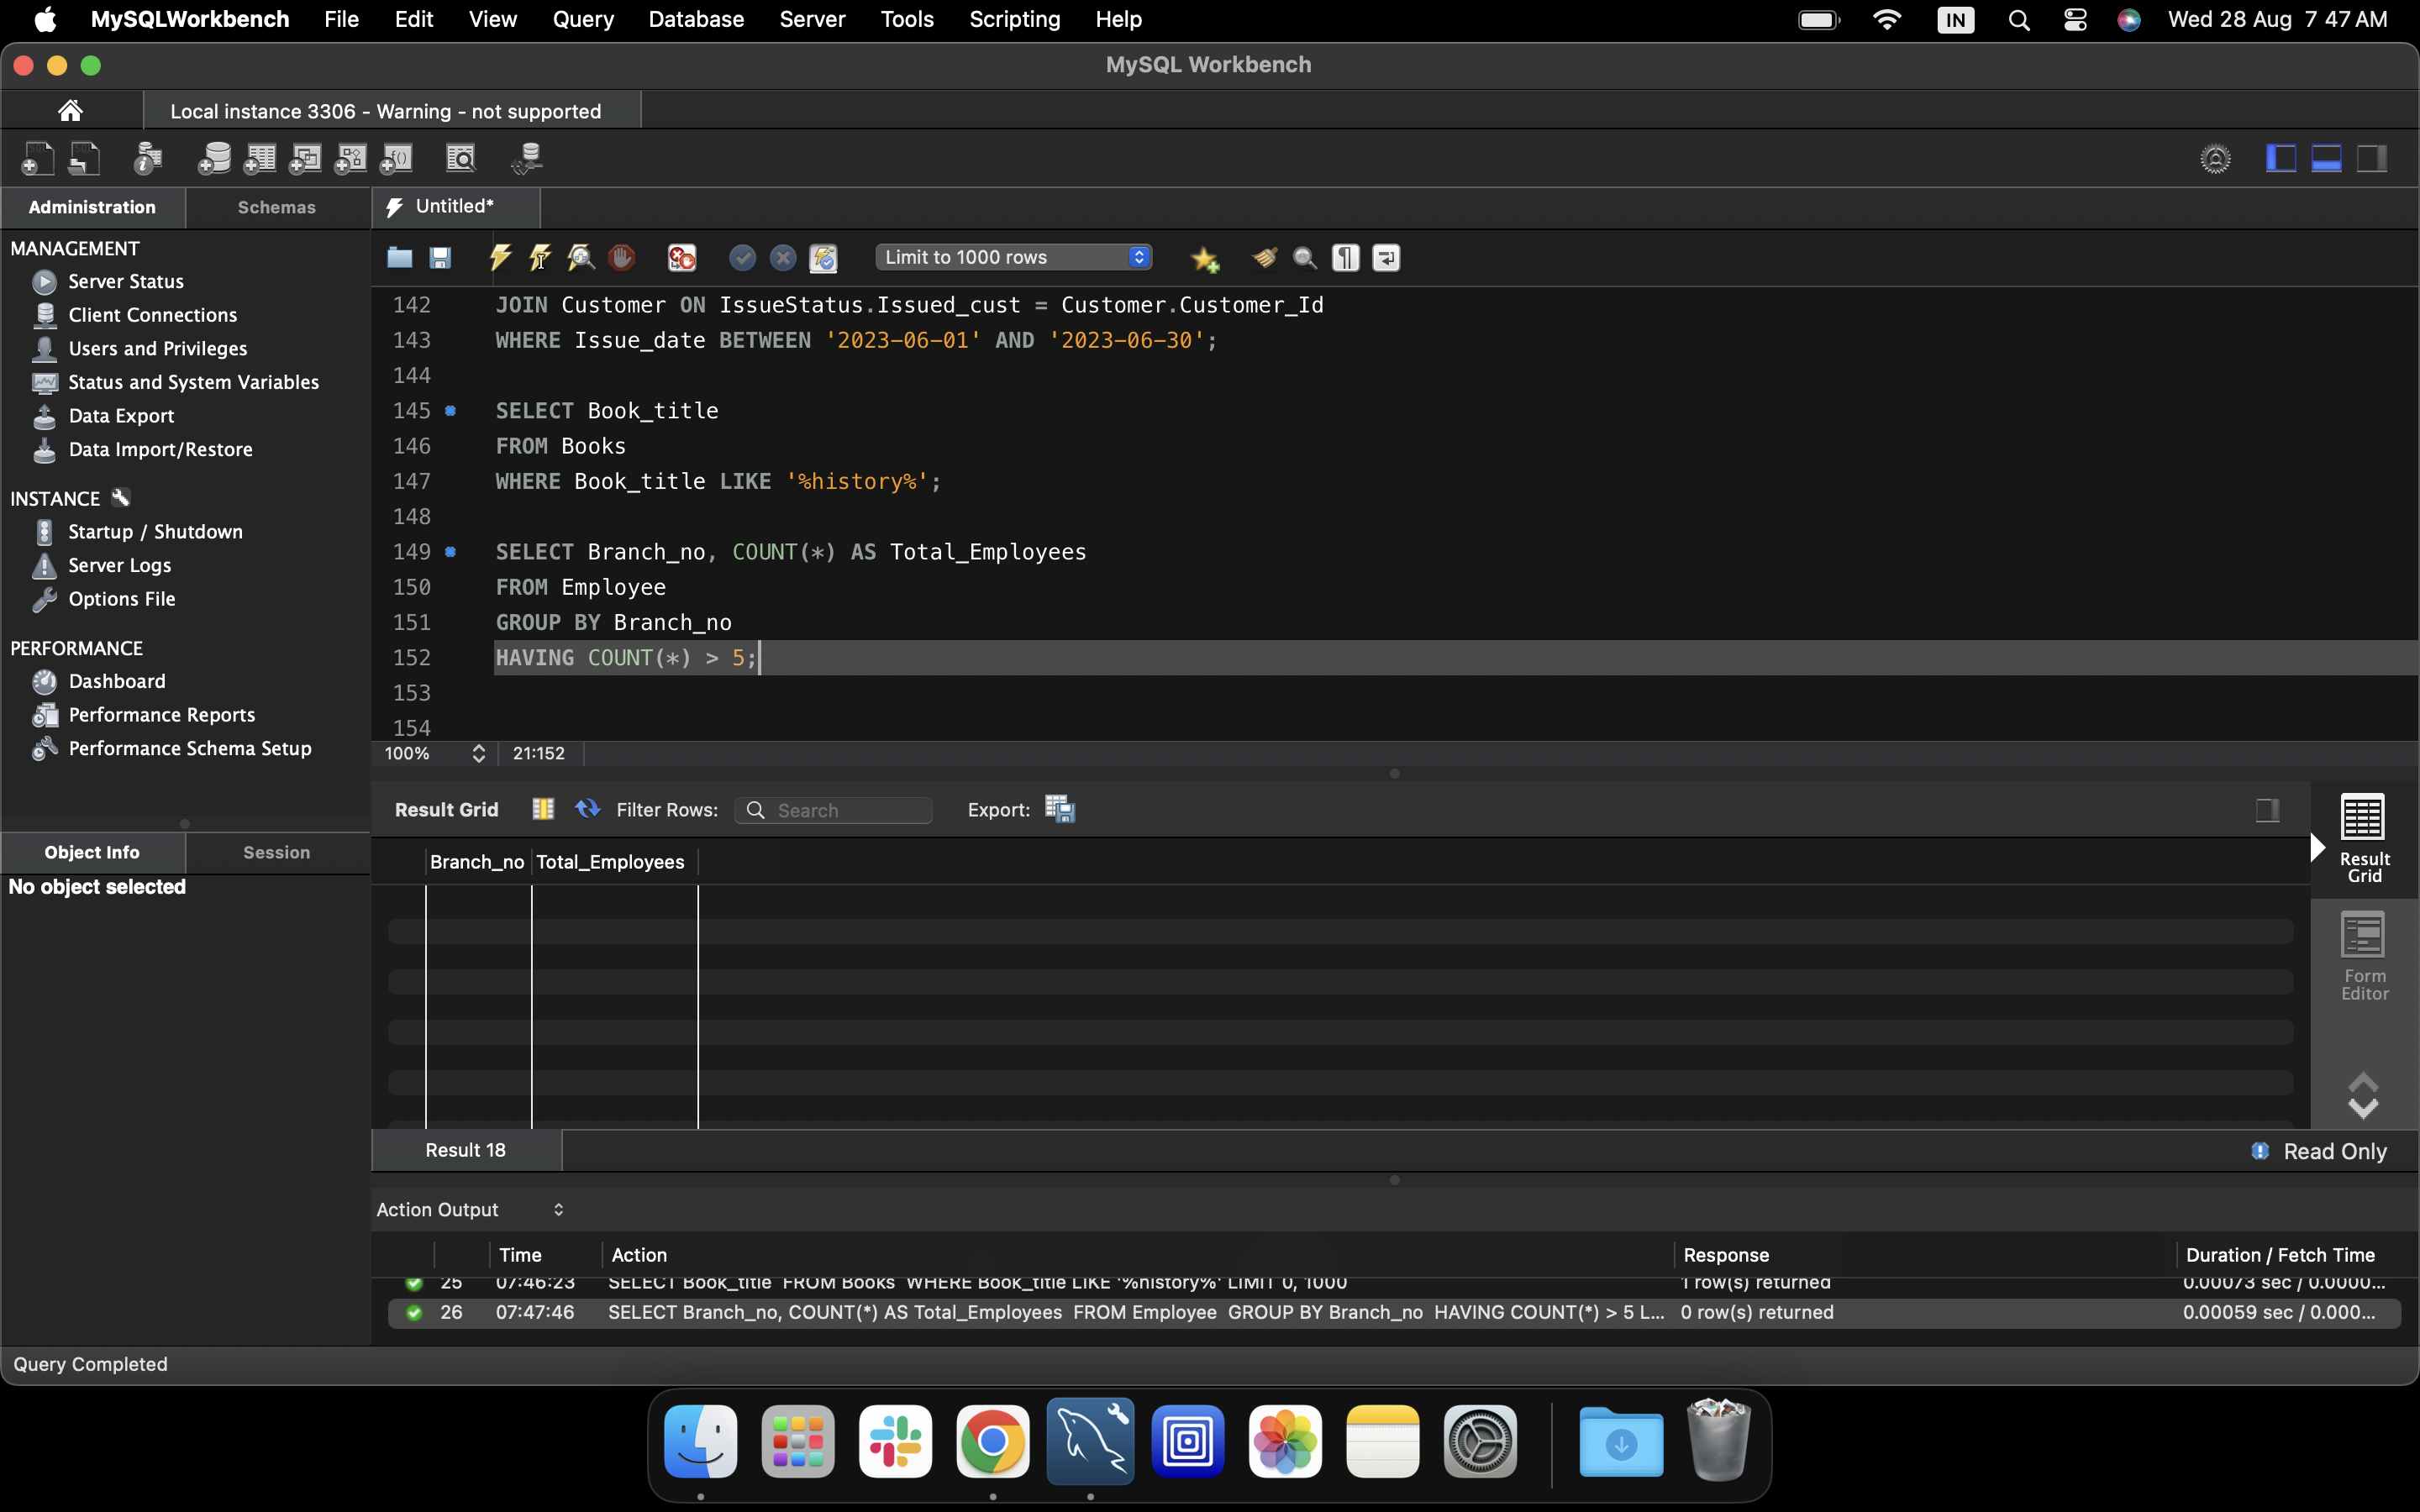 MySQLWorkbench File Edit View Query Database Server Tools Scripting Help IN Wed 28 Aug 7 47 AM
MySQL Workbench
Local instance 3306 - Warning - not supported
Administration Schemas Untitled*
MANAGEMENT
Server Status
Client Connections
Users and Privileges
Status and System Variables
Data Export
Data Import/Restore
INSTANCE
Startup / Shutdown
Server Logs
Options File
PERFORMANCE
Dashboard
Performance Reports
Performance Schema Setup
Object Info Session
No object selected
Limit to 1000 rows
142 JOIN Customer ON IssueStatus.Issued_cust = Customer.Customer_Id
143 WHERE Issue_date BETWEEN '2023-06-01' AND '2023-06-30';
144
145 SELECT Book_title
146 FROM Books
147 WHERE Book_title LIKE '%history%';
148
149 SELECT Branch_no, COUNT(*) AS Total_Employees
150 FROM Employee
151 GROUP BY Branch_no
152 HAVING COUNT(*) > 5;
153
154
100% 21:152
Result Grid Filter Rows: Search Export:
Branch_no Total_Employees
Result Grid
Form Editor
Result 18 Read Only
Action Output
Time Action Response Duration / Fetch Time
25 07:46:23 SELECT Book_title FROM Books WHERE Book_title LIKE '%history%' LIMIT 0, 1000 1 row(s) returned 0.00073 sec / 0.0000...
26 07:47:46 SELECT Branch_no, COUNT(*) AS Total_Employees FROM Employee GROUP BY Branch_no HAVING COUNT(*) > 5 L... 0 row(s) returned 0.00059 sec / 0.000...
Query Completed